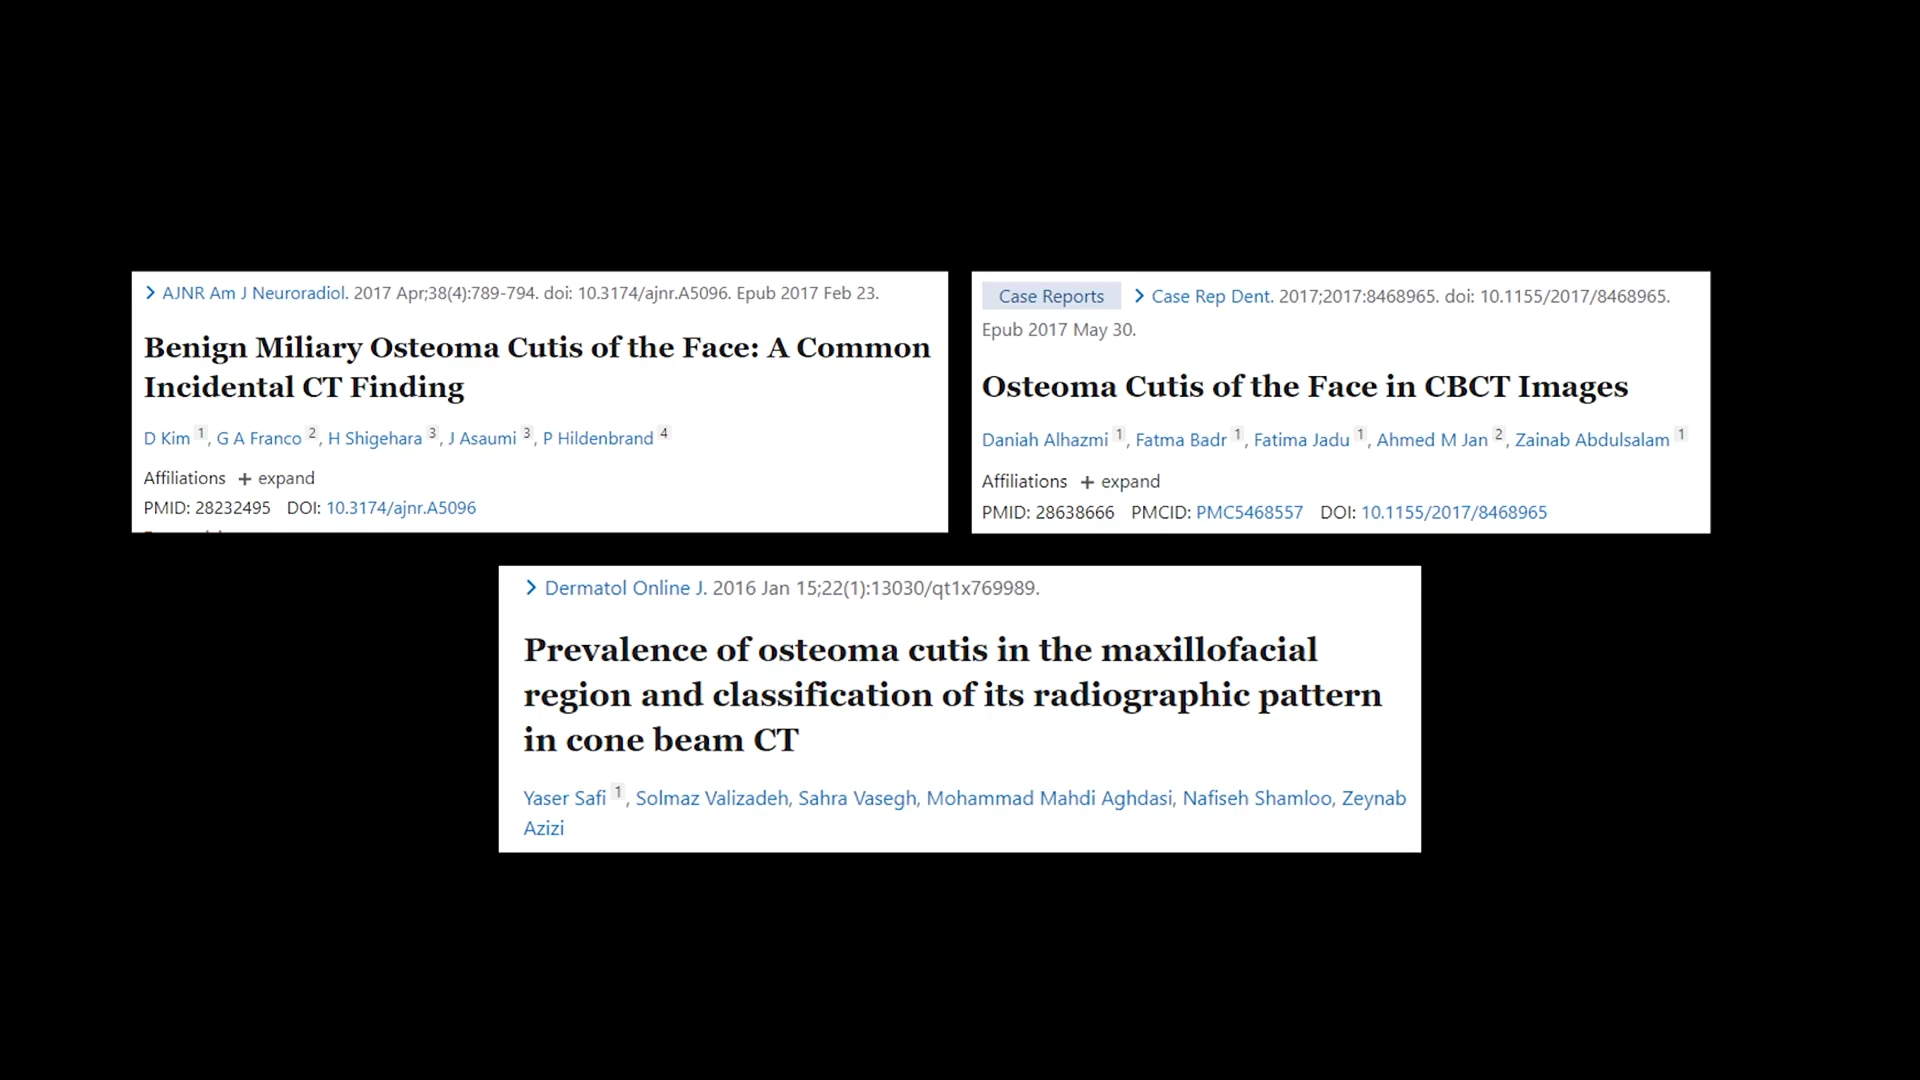 AJNR Am J Neuroradiol. 2017 Apr;38(4):789-794. doi: 10.3174/ajnr.A5096. Epub 2017 Feb 23.
Benign Miliary Osteoma Cutis of the Face: A Common
Incidental CT Finding
D Kim 1, G A Franco 2, H Shigehara 3, J Asaumi 3, P Hildenbrand 4
Affiliations + expand
PMID: 28232495 DOI: 10.3174/ajnr.A5096
Case Reports > Case Rep Dent. 2017;2017:8468965. doi: 10.1155/2017/8468965.
Epub 2017 May 30.
Osteoma Cutis of the Face in CBCT Images
Daniah Alhazmi 1, Fatma Badr 1, Fatima Jadu 1, Ahmed M Jan 2, Zainab Abdulsalam 1
Affiliations + expand
PMID: 28638666 PMCID: PMC5468557 DOI: 10.1155/2017/8468965
Dermatol Online J. 2016 Jan 15;22(1):13030/qt1x769989.
Prevalence of osteoma cutis in the maxillofacial
region and classification of its radiographic pattern
in cone beam CT
Yaser Safi 1, Solmaz Valizadeh, Sahra Vasegh, Mohammad Mahdi Aghdasi, Nafiseh Shamloo, Zeynab
Azizi